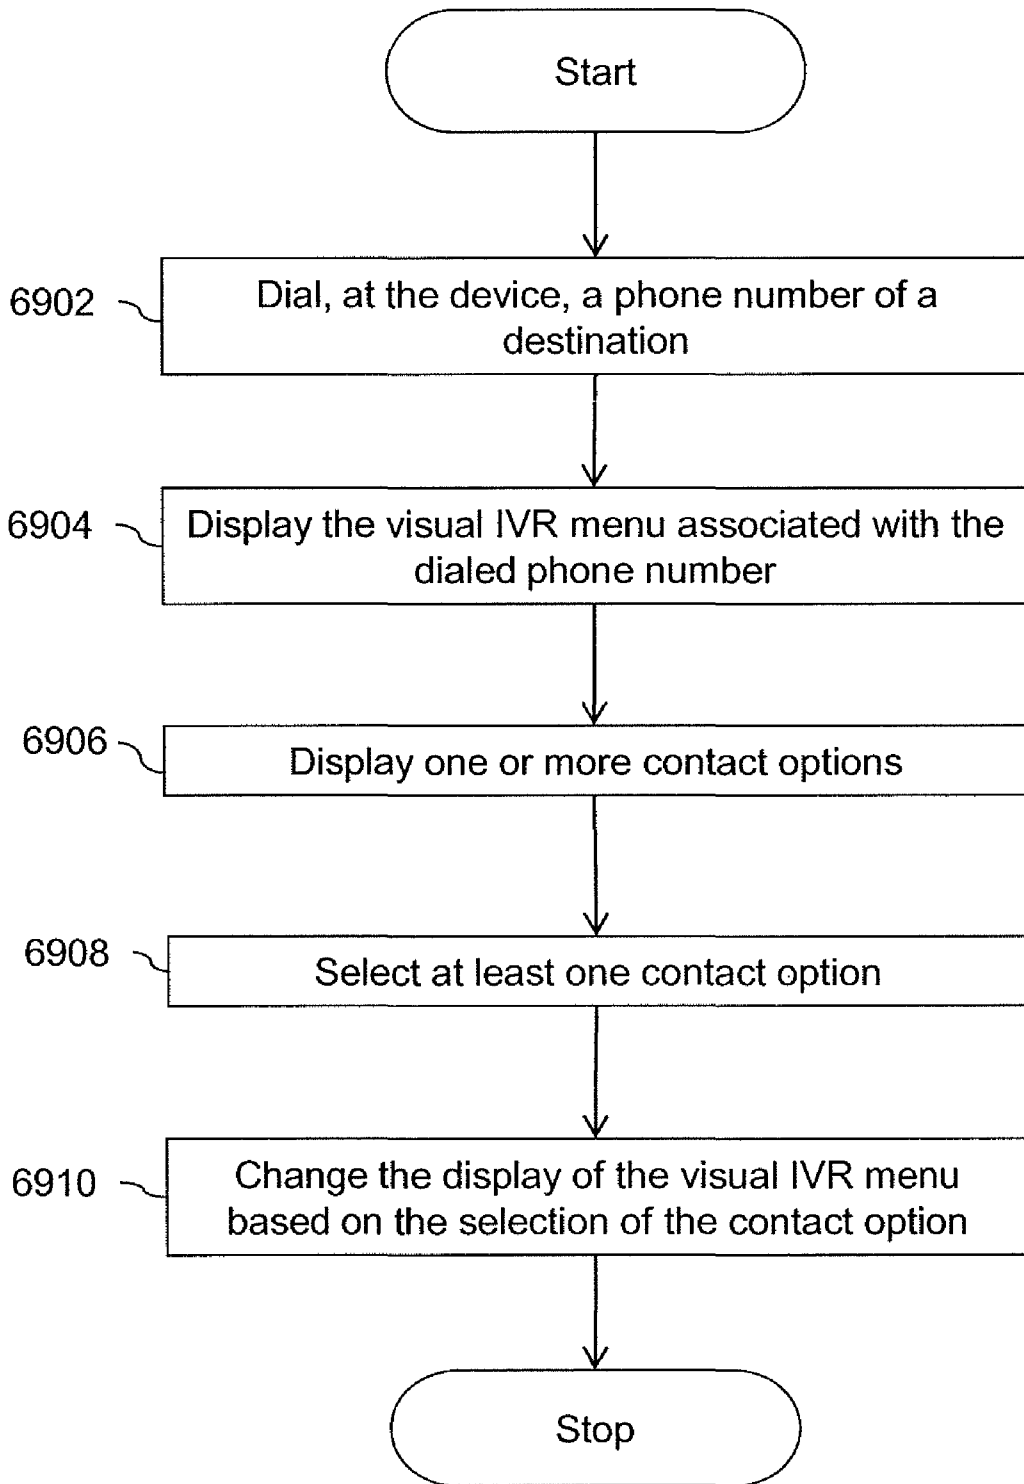 Start
6902
Dial, at the device, a phone number of a
destination
6904
Display the visual IVR menu associated with the
dialed phone number
6906
Display one or more contact options
6908
Select at least one contact option
6910
Change the display of the visual IVR menu
based on the selection of the contact option
Stop